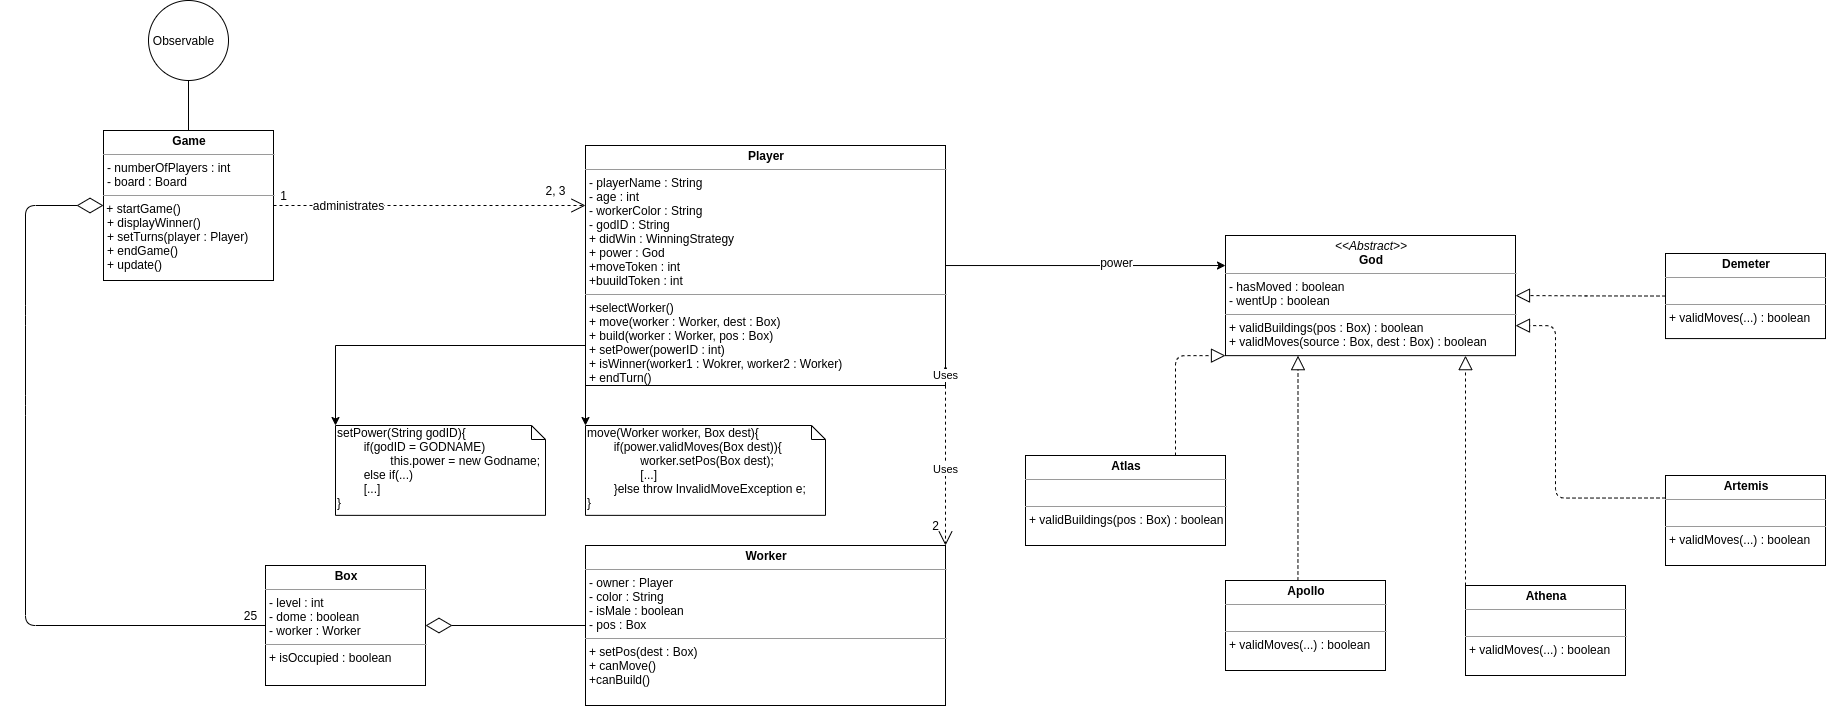 Observable
Game
- numberOfPlayers : int
- board : Board
+ startGame()
+ displayWinner()
+ setTurns(player : Player)
+ endGame()
+ update()
1
administrates
2, 3
Player
- playerName : String
- age : int
- workerColor : String
- godID : String
+ didWin : WinningStrategy
+ power : God
+moveToken : int
+buuildToken : int
+selectWorker()
+ move(worker : Worker, dest : Box)
+ build(worker : Worker, pos : Box)
+ setPower(powerID : int)
+ isWinner(worker1 : Wokrer, worker2 : Worker)
+ endTurn()
power
<<Abstract>>
God
- hasMoved : boolean
- wentUp : boolean
+ validBuildings(pos : Box) : boolean
+ validMoves(source : Box, dest : Box) : boolean
Demeter
+ validMoves(...) : boolean
Uses
setPower(String godID){
if(godID = GODNAME)
this.power = new Godname;
else if(...)
[...]
}
move(Worker worker, Box dest){
if(power.validMoves(Box dest)){
worker.setPos(Box dest);
[...]
}else throw InvalidMoveException e;
}
Uses
2
Atlas
+ validBuildings(pos : Box) : boolean
Artemis
+ validMoves(...) : boolean
25
Box
- level : int
- dome : boolean
- worker : Worker
+ isOccupied : boolean
Worker
- owner : Player
- color : String
- isMale : boolean
- pos : Box
+ setPos(dest : Box)
+ canMove()
+canBuild()
Apollo
+ validMoves(...) : boolean
Athena
+ validMoves(...) : boolean